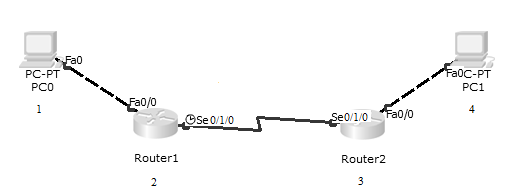 Fa0
PC-PT
PC0
1
Fa0/0
Se0/1/0
Router1
2
Se0/1/0
Fa0/0
Router2
3
Fa0
C-PT
PC1
4